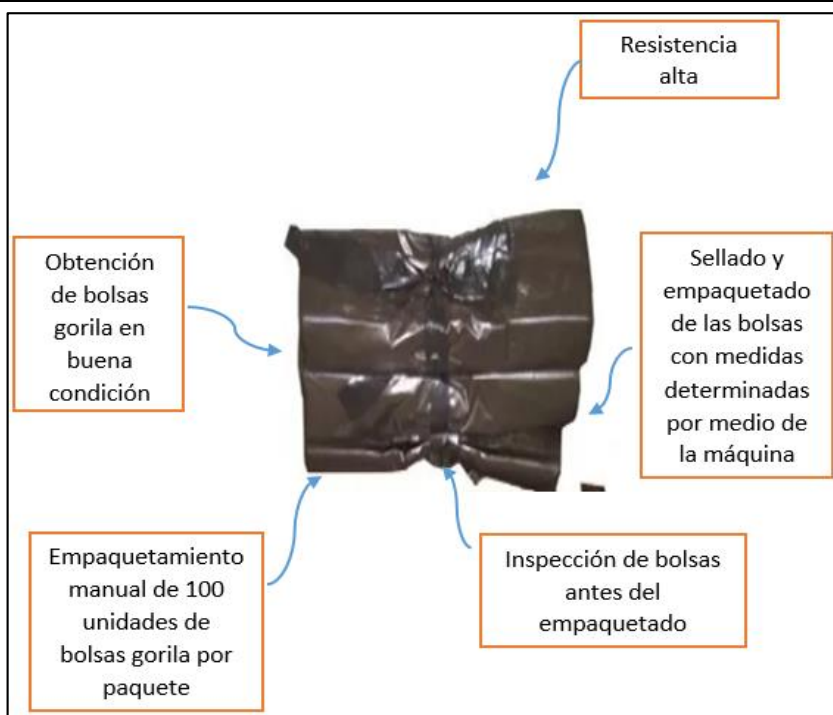 Resistencia
alta
Obtención
de bolsas
gorila en
buena
condición
Sellado y
empaquetado
de las bolsas
con medidas
determinadas
por medio de
la máquina
Empaquetamiento
manual de 100
unidades de
bolsas gorila por
paquete
Inspección de bolsas
antes del
empaquetado